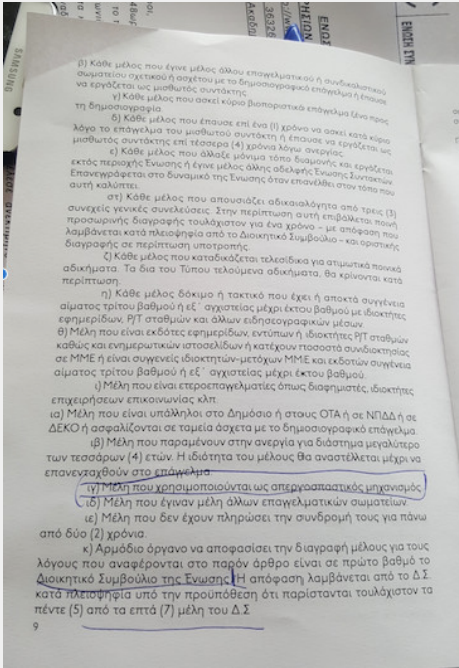 SAMSUNG
β) Κάθε μέλος που έγινε μέλος άλλου επαγγελματικού ή συνδικαλιστικού
σωματείου σχετικού ή ασχέτου με το δημοσιογραφικό επάγγελμα ή έπαυσε
να εργάζεται ως μισθωτός συντάκτης.
γ) Κάθε μέλος που ασκεί κύριο βιοποριστικό επάγγελμα ξένο προς
τη δημοσιογραφία.
δ) Κάθε μέλος που έπαυσε επί ένα (1) χρόνο να ασκεί κατά κύριο
λόγο το επάγγελμα του μισθωτού συντάκτη ή έπαυσε να εργάζεται ως
μισθωτός συντάκτης επί τέσσερα (4) χρόνια λόγω ανεργίας.
ε) Κάθε μέλος που άλλαξε μόνιμα τόπο διαμονής και εργάζεται
εκτός περιοχής Ένωσης ή έγινε μέλος άλλης αδελφής Ένωσης Συντακτών.
Επανεγγράφεται στο δυναμικό της Ένωσης όταν επανέλθει στον τόπο που
αυτή καλύπτει.
στ) Κάθε μέλος που απουσιάζει αδικαιολόγητα από τρεις (3)
συνεχείς γενικές συνελεύσεις. Στην περίπτωση αυτή επιβάλλεται ποινή
προσωρινής διαγραφής τουλάχιστον για ένα χρόνο – με απόφαση που
λαμβάνεται κατά πλειοψηφία από το Διοικητικό Συμβούλιο – και οριστικής
διαγραφής σε περίπτωση υποτροπής.
ζ) Κάθε μέλος που καταδικάζεται τελεσίδικα για ατιμωτικά ποινικά
αδικήματα. Τα δια του Τύπου τελούμενα αδικήματα, θα κρίνονται κατά
περίπτωση.
η) Κάθε μέλος δόκιμο ή τακτικό που έχει ή αποκτά συγγένεια
αίματος τρίτου βαθμού ή εξ΄ αγχιστείας μέχρι έκτου βαθμού με ιδιοκτήτες
εφημερίδων, Ρ/Τ σταθμών και άλλων ειδησεογραφικών μέσων.
θ) Μέλη που είναι εκδότες εφημερίδων, εντύπων ή ιδιοκτήτες Ρ/Τ σταθμών
καθώς και ενημερωτικών ιστοσελίδων ή κατέχουν ποσοστά συνιδιοκτησίας
σε ΜΜΕ ή είναι συγγενείς ιδιοκτητών-μετόχων ΜΜΕ και εκδοτών συγγένεια
αίματος τρίτου βαθμού ή εξ΄ αγχιστείας μέχρι έκτου βαθμού.
ι) Μέλη που είναι ετεροεπαγγελματίες όπως διαφημιστές, ιδιοκτήτες
επιχειρήσεων επικοινωνίας κλπ.
ια) Μέλη που είναι υπάλληλοι στο Δημόσιο ή στους ΟΤΑ ή σε ΝΠΔΔ ή σε
ΔΕΚΟ ή ασφαλίζονται σε ταμεία άσχετα με το δημοσιογραφικό επάγγελμα.
ιβ) Μέλη που παραμένουν στην ανεργία για διάστημα μεγαλύτερο
των τεσσάρων (4) ετών. Η ιδιότητα του μέλους θα αναστέλλεται μέχρι να
επανενταχθούν στο επάγγελμα.
ιγ) Μέλη που χρησιμοποιούνται ως απεργοσπαστικός μηχανισμός
ιδ) Μέλη που έγιναν μέλη άλλων επαγγελματικών σωματείων.
ιε) Μέλη που δεν έχουν πληρώσει την συνδρομή τους για πάνω
από δύο (2) χρόνια.
κ) Αρμόδιο όργανο να αποφασίσει την διαγραφή μέλους για τους
λόγους που αναφέρονται στο παρόν άρθρο είναι σε πρώτο βαθμό το
Διοικητικό Συμβούλιο της Ένωσης. Η απόφαση λαμβάνεται από το Δ.Σ.
κατά πλειοψηφία υπό την προϋπόθεση ότι παρίστανται τουλάχιστον τα
πέντε (5) από τα επτά (7) μέλη του Δ.Σ
9